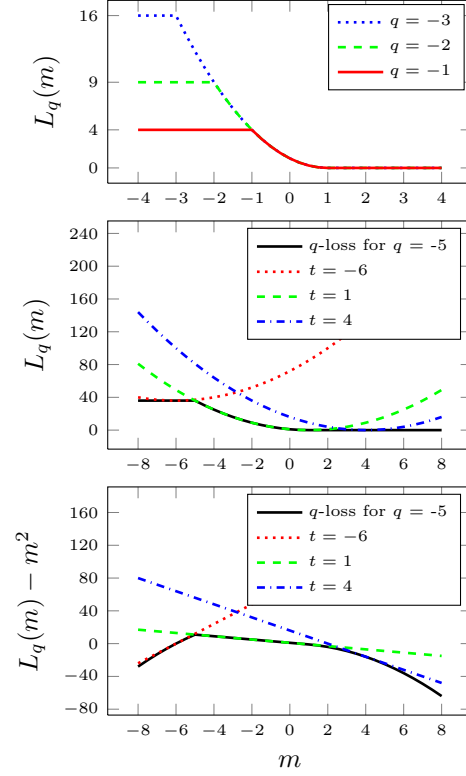 16
9
4
0
L_q(m)
q = −3
q = −2
q = −1
−4 −3 −2 −1 0 1 2 3 4
240
200
160
120
80
40
0
L_q(m)
q-loss for q = -5
t = −6
t = 1
t = 4
−8 −6 −4 −2 0 2 4 6 8
160
120
80
40
0
−40
−80
L_q(m) − m²
q-loss for q = -5
t = −6
t = 1
t = 4
−8 −6 −4 −2 0 2 4 6 8
m